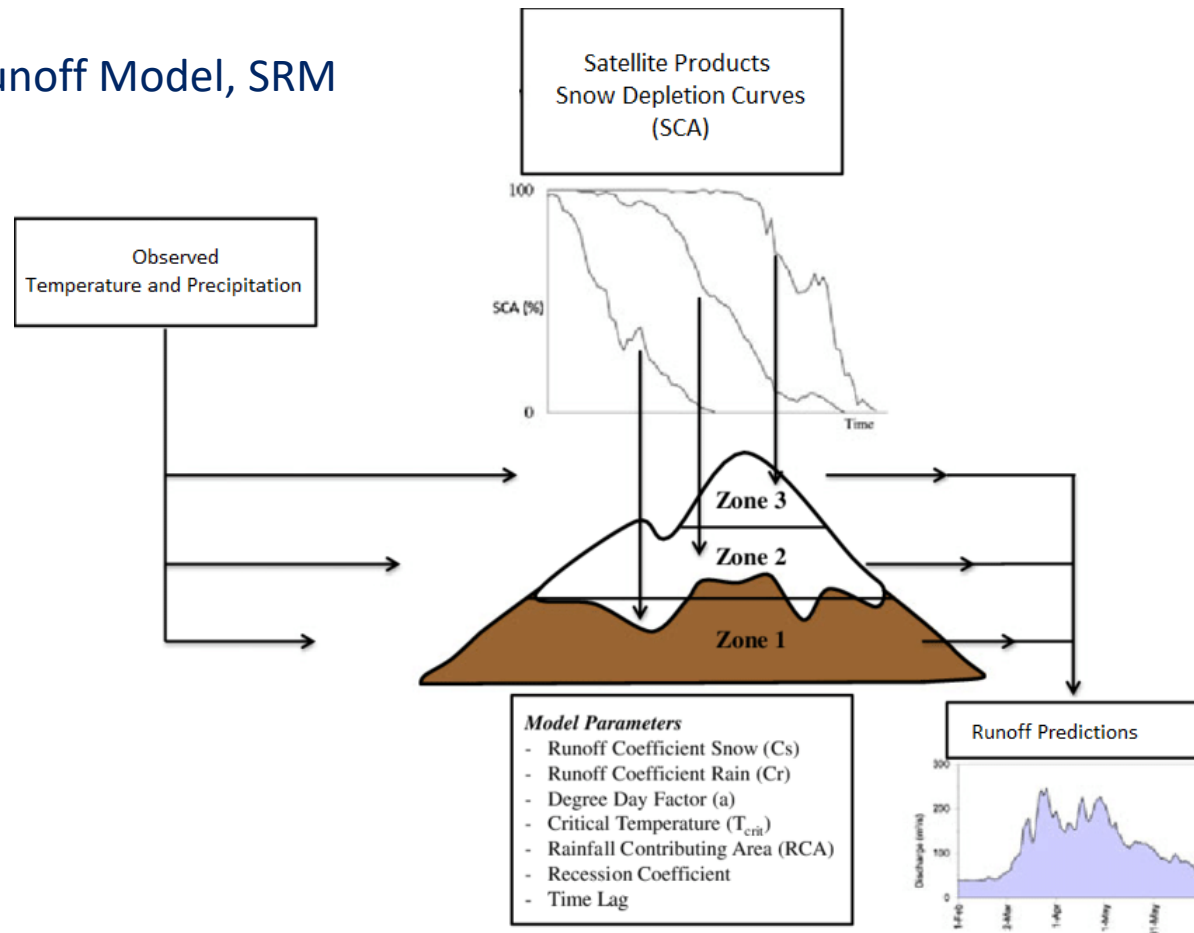 unoff Model, SRM
Satellite Products
Snow Depletion Curves
(SCA)
Observed
Temperature and Precipitation
100
SCA (%)
0
Time
Zone 3
Zone 2
Zone 1
Model Parameters
- Runoff Coefficient Snow (Cs)
- Runoff Coefficient Rain (Cr)
- Degree Day Factor (a)
- Critical Temperature (Tcrit)
- Rainfall Contributing Area (RCA)
- Recession Coefficient
- Time Lag
Runoff Predictions
300
200
100
0
Discharge (m³/s)
1-Feb
1-Apr